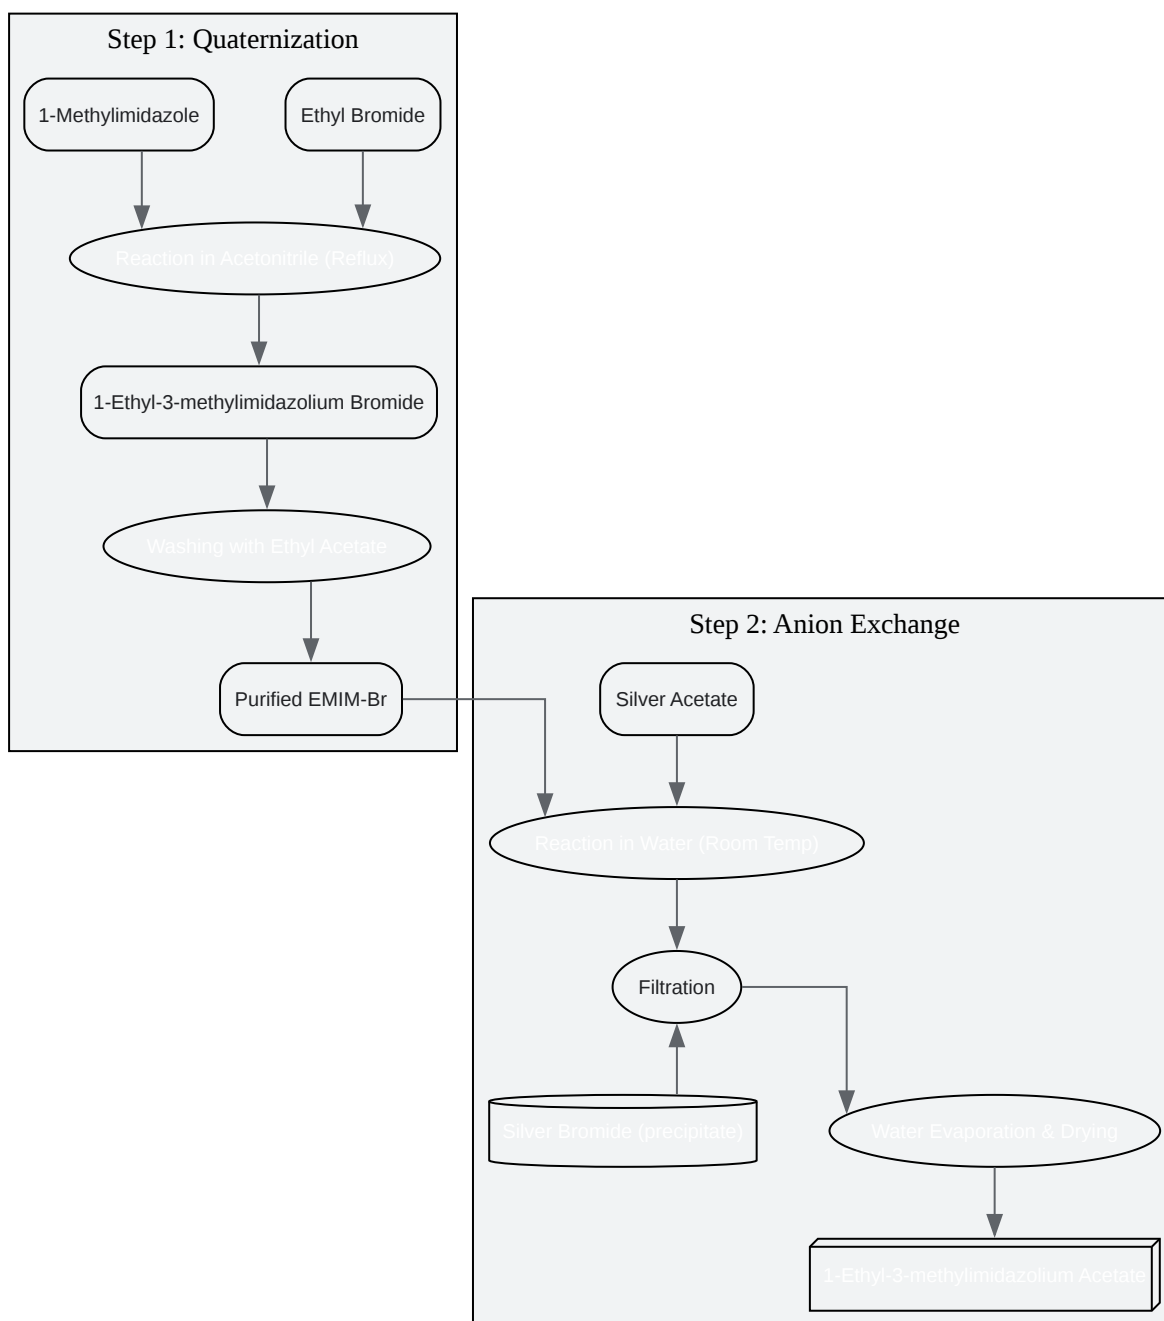 Step 1: Quaternization
1-Methylimidazole
Ethyl Bromide
Reaction in Acetonitrile (Reflux)
1-Ethyl-3-methylimidazolium Bromide
Washing with Ethyl Acetate
Purified EMIM-Br
Step 2: Anion Exchange
Silver Acetate
Reaction in Water (Room Temp)
Filtration
Silver Bromide (precipitate)
Water Evaporation & Drying
1-Ethyl-3-methylimidazolium Acetate